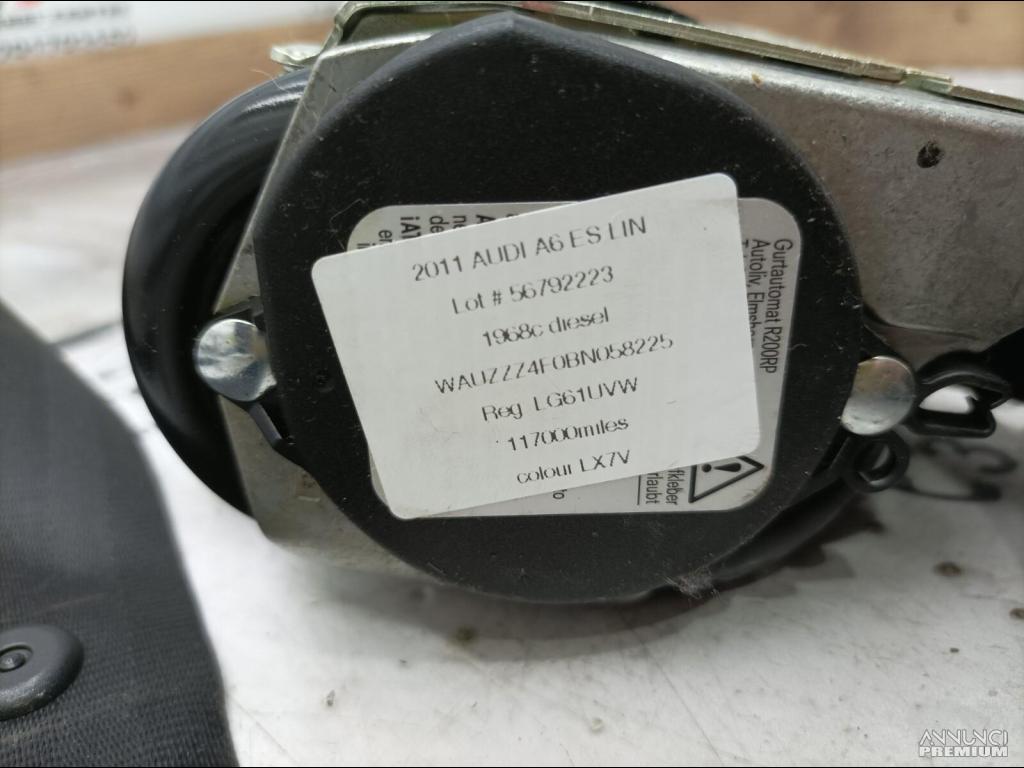 2011 AUDI A6 ES LIN
Lot # 56792223
1968c diesel
WAUZZZ4F0BN058225
Reg LG61UVW
117000miles
colour LX7V
Gurtautomat R200RP
Autoliv,
ANNUNCI
PREMIUM